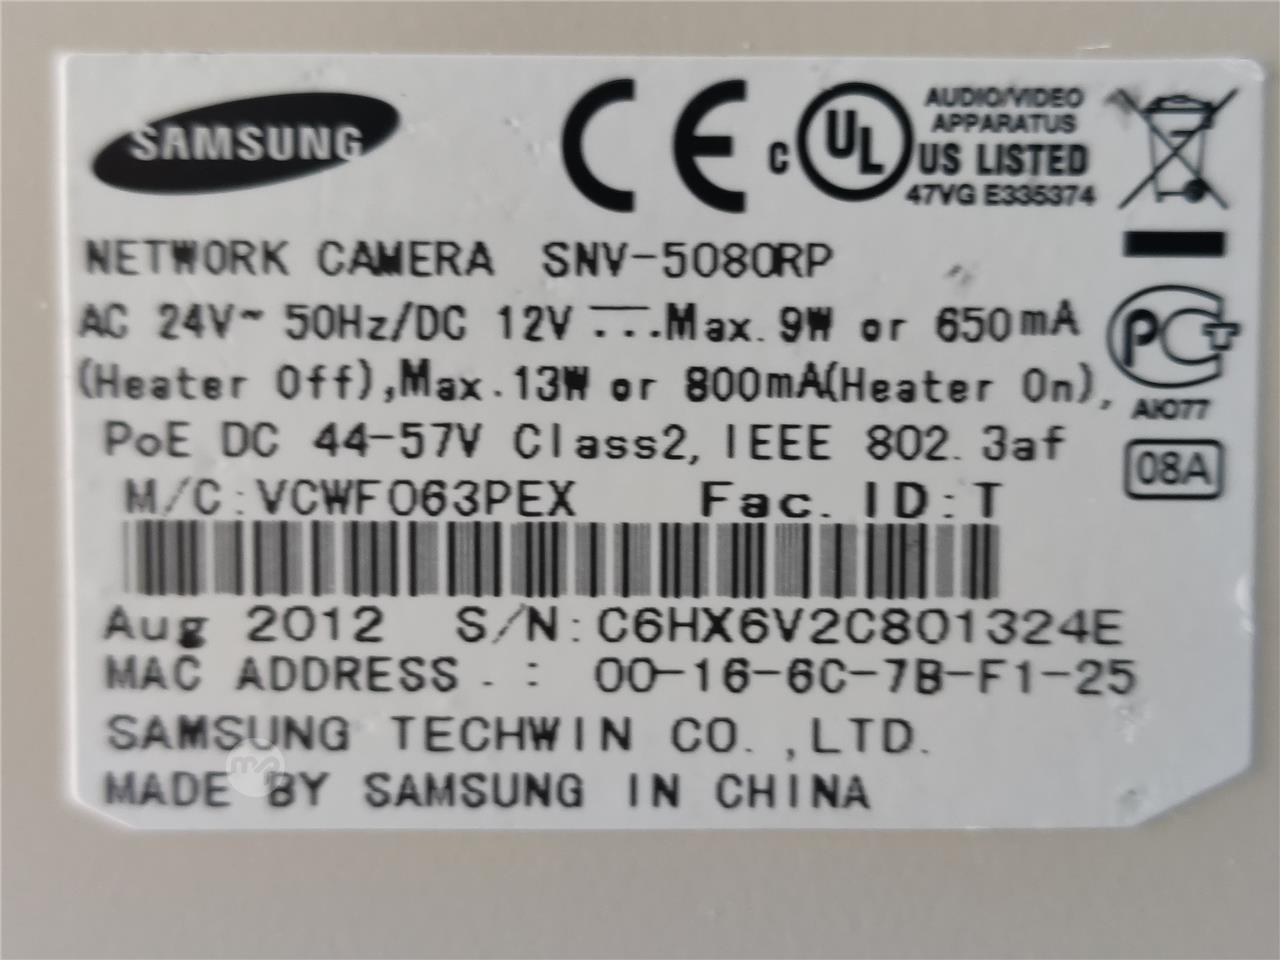 SAMSUNG
C UL US LISTED
AUDIO/VIDEO
APPARATUS
47VG E335374
NETWORK CAMERA SNV-5080RP
AC 24V~ 50Hz/DC 12V ⎓ Max. 9W or 650mA
(Heater Off),Max.13W or 800mA(Heater On),
PoE DC 44-57V Class2, IEEE 802.3af
PCT
АЮ77
08A
M/C:VCWF063PEX Fac. ID:T
Aug 2012 S/N:C6HX6V2C801324E
MAC ADDRESS . : 00-16-6C-7B-F1-25
SAMSUNG TECHWIN CO.,LTD.
MADE BY SAMSUNG IN CHINA